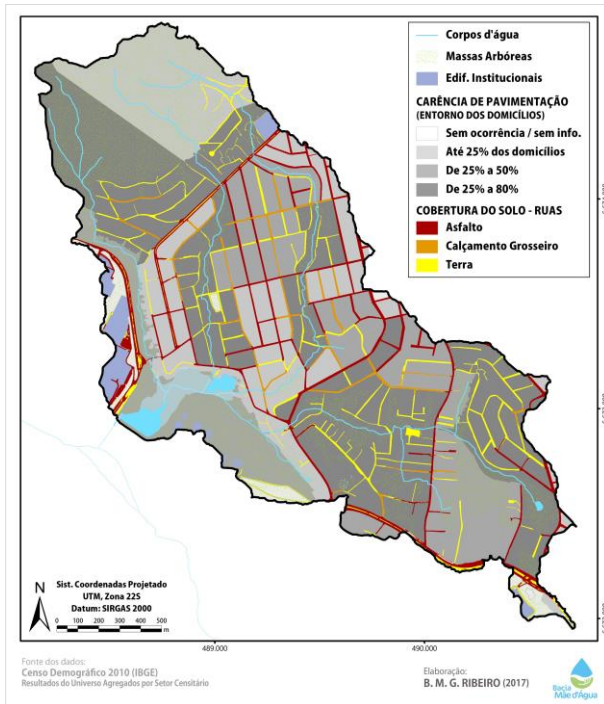 Corpos d'água
Massas Arbóreas
Edif. Institucionais
CARÊNCIA DE PAVIMENTAÇÃO
(ENTORNO DOS DOMICÍLIOS)
Sem ocorrência / sem info.
Até 25% dos domicílios
De 25% a 50%
De 25% a 80%
COBERTURA DO SOLO - RUAS
Asfalto
Calçamento Grosseiro
Terra
N
Sist. Coordenadas Projetado
UTM, Zona 22S
Datum: SIRGAS 2000
50 0 100 200 300 400 500
m
489.000 490.000
Fonte dos dados:
Censo Demográfico 2010 (IBGE)
Resultados do Universo Agregados por Setor Censitário
Elaboração:
B. M. G. RIBEIRO (2017)
Bacia
Mãe d'Água